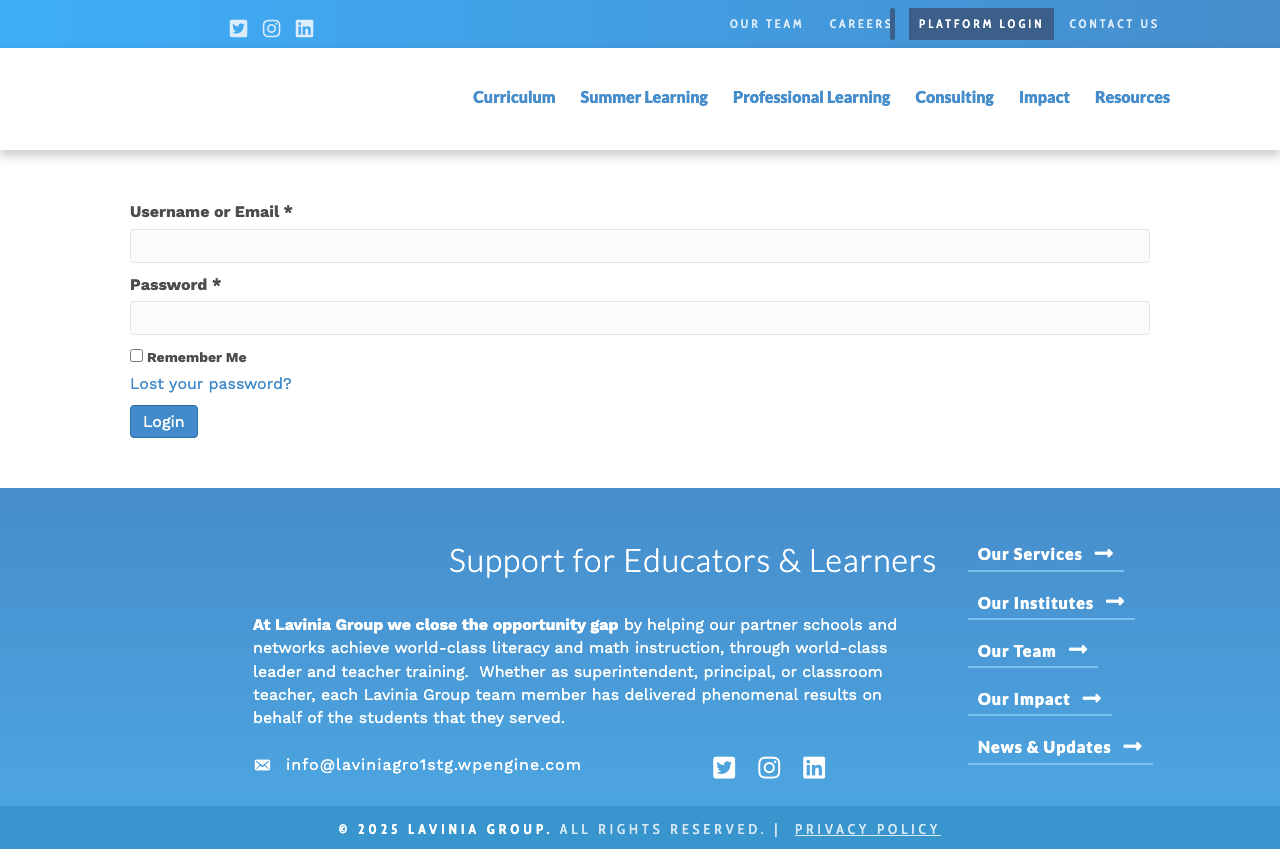 OUR TEAM CAREERS PLATFORM LOGIN CONTACT US
Curriculum Summer Learning Professional Learning Consulting Impact Resources
Username or Email *
Password *
Remember Me
Lost your password?
Login
Support for Educators & Learners
At Lavinia Group we close the opportunity gap by helping our partner schools and
networks achieve world-class literacy and math instruction, through world-class
leader and teacher training.  Whether as superintendent, principal, or classroom
teacher, each Lavinia Group team member has delivered phenomenal results on
behalf of the students that they served.
info@laviniagro1stg.wpengine.com
Our Services
Our Institutes
Our Team
Our Impact
News & Updates
© 2025 LAVINIA GROUP. ALL RIGHTS RESERVED. | PRIVACY POLICY